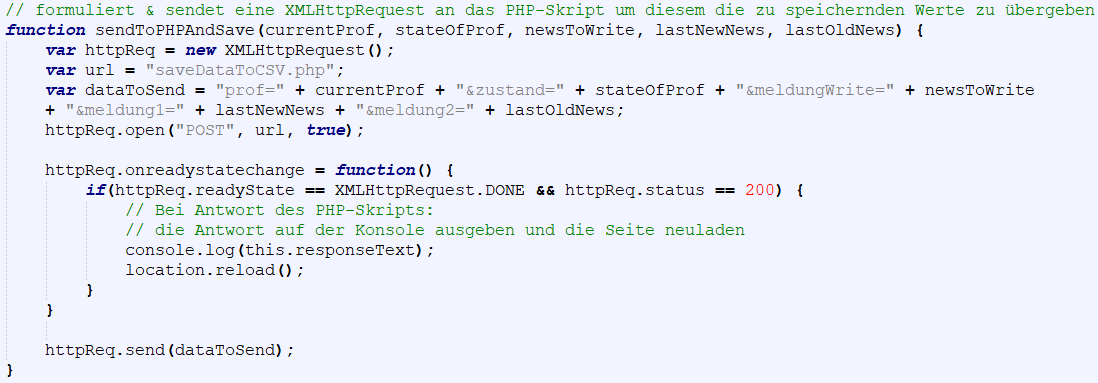 // formuliert & sendet eine XMLHttpRequest an das PHP-Skript um diesem die zu speichernden Werte zu übergeben
function sendToPHPAndSave(currentProf, stateOfProf, newsToWrite, lastNewNews, lastOldNews) {
    var httpReq = new XMLHttpRequest();
    var url = "saveDataToCSV.php";
    var dataToSend = "prof=" + currentProf + "&zustand=" + stateOfProf + "&meldungWrite=" + newsToWrite
    + "&meldung1=" + lastNewNews + "&meldung2=" + lastOldNews;
    httpReq.open("POST", url, true);

    httpReq.onreadystatechange = function() {
        if(httpReq.readyState == XMLHttpRequest.DONE && httpReq.status == 200) {
            // Bei Antwort des PHP-Skripts:
            // die Antwort auf der Konsole ausgeben und die Seite neuladen
            console.log(this.responseText);
            location.reload();
        }
    }

    httpReq.send(dataToSend);
}